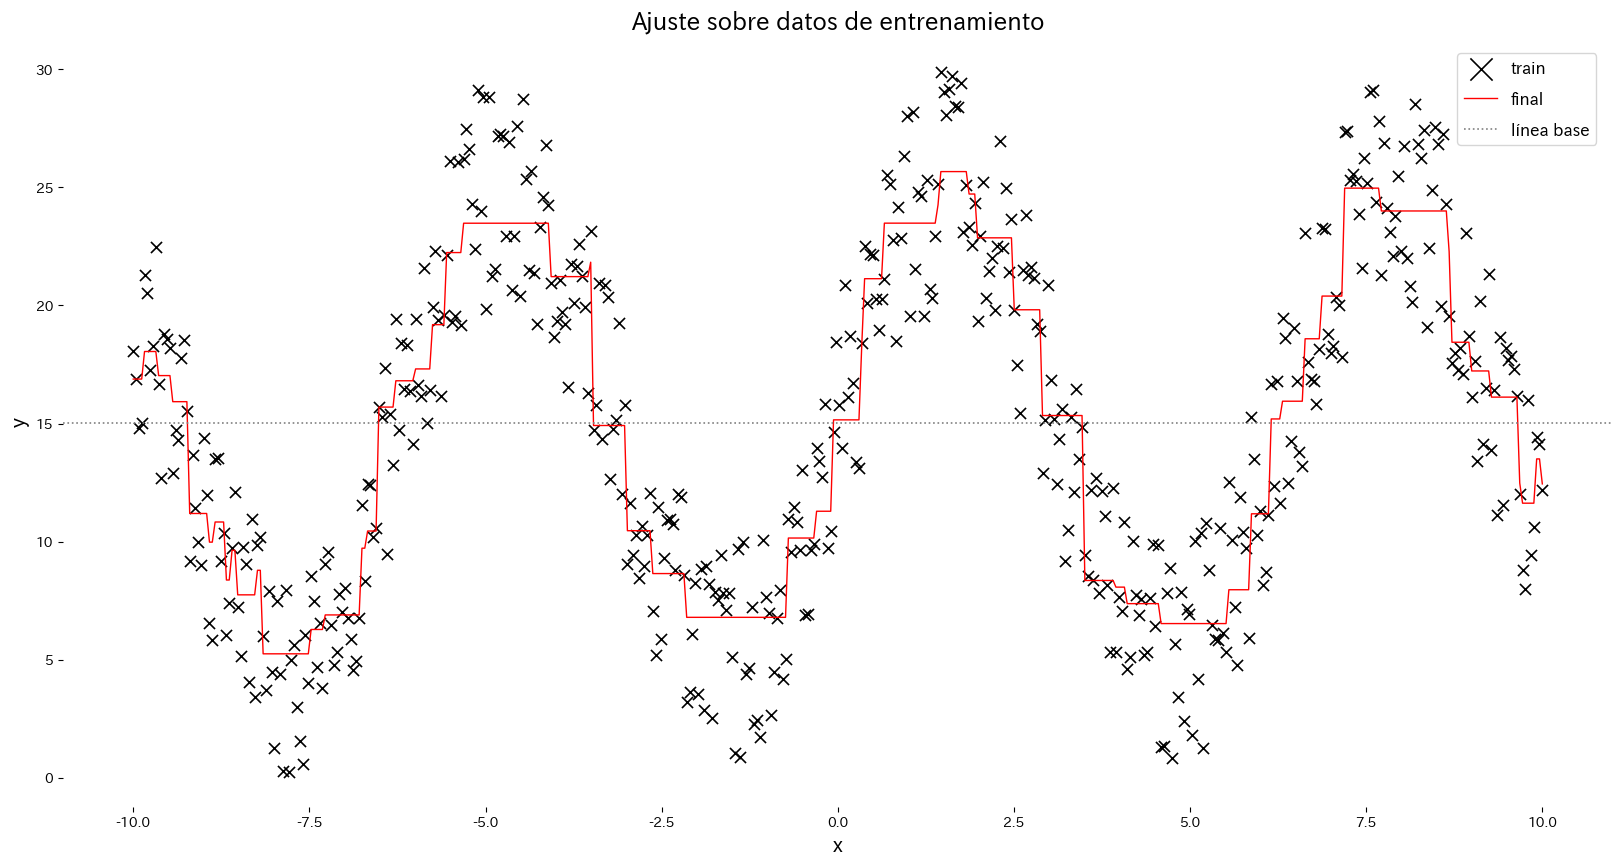 Ajuste sobre datos de entrenamiento
train
final
línea base
30
25
20
15
10
5
0
y
-10.0 -7.5 -5.0 -2.5 0.0 2.5 5.0 7.5 10.0
x